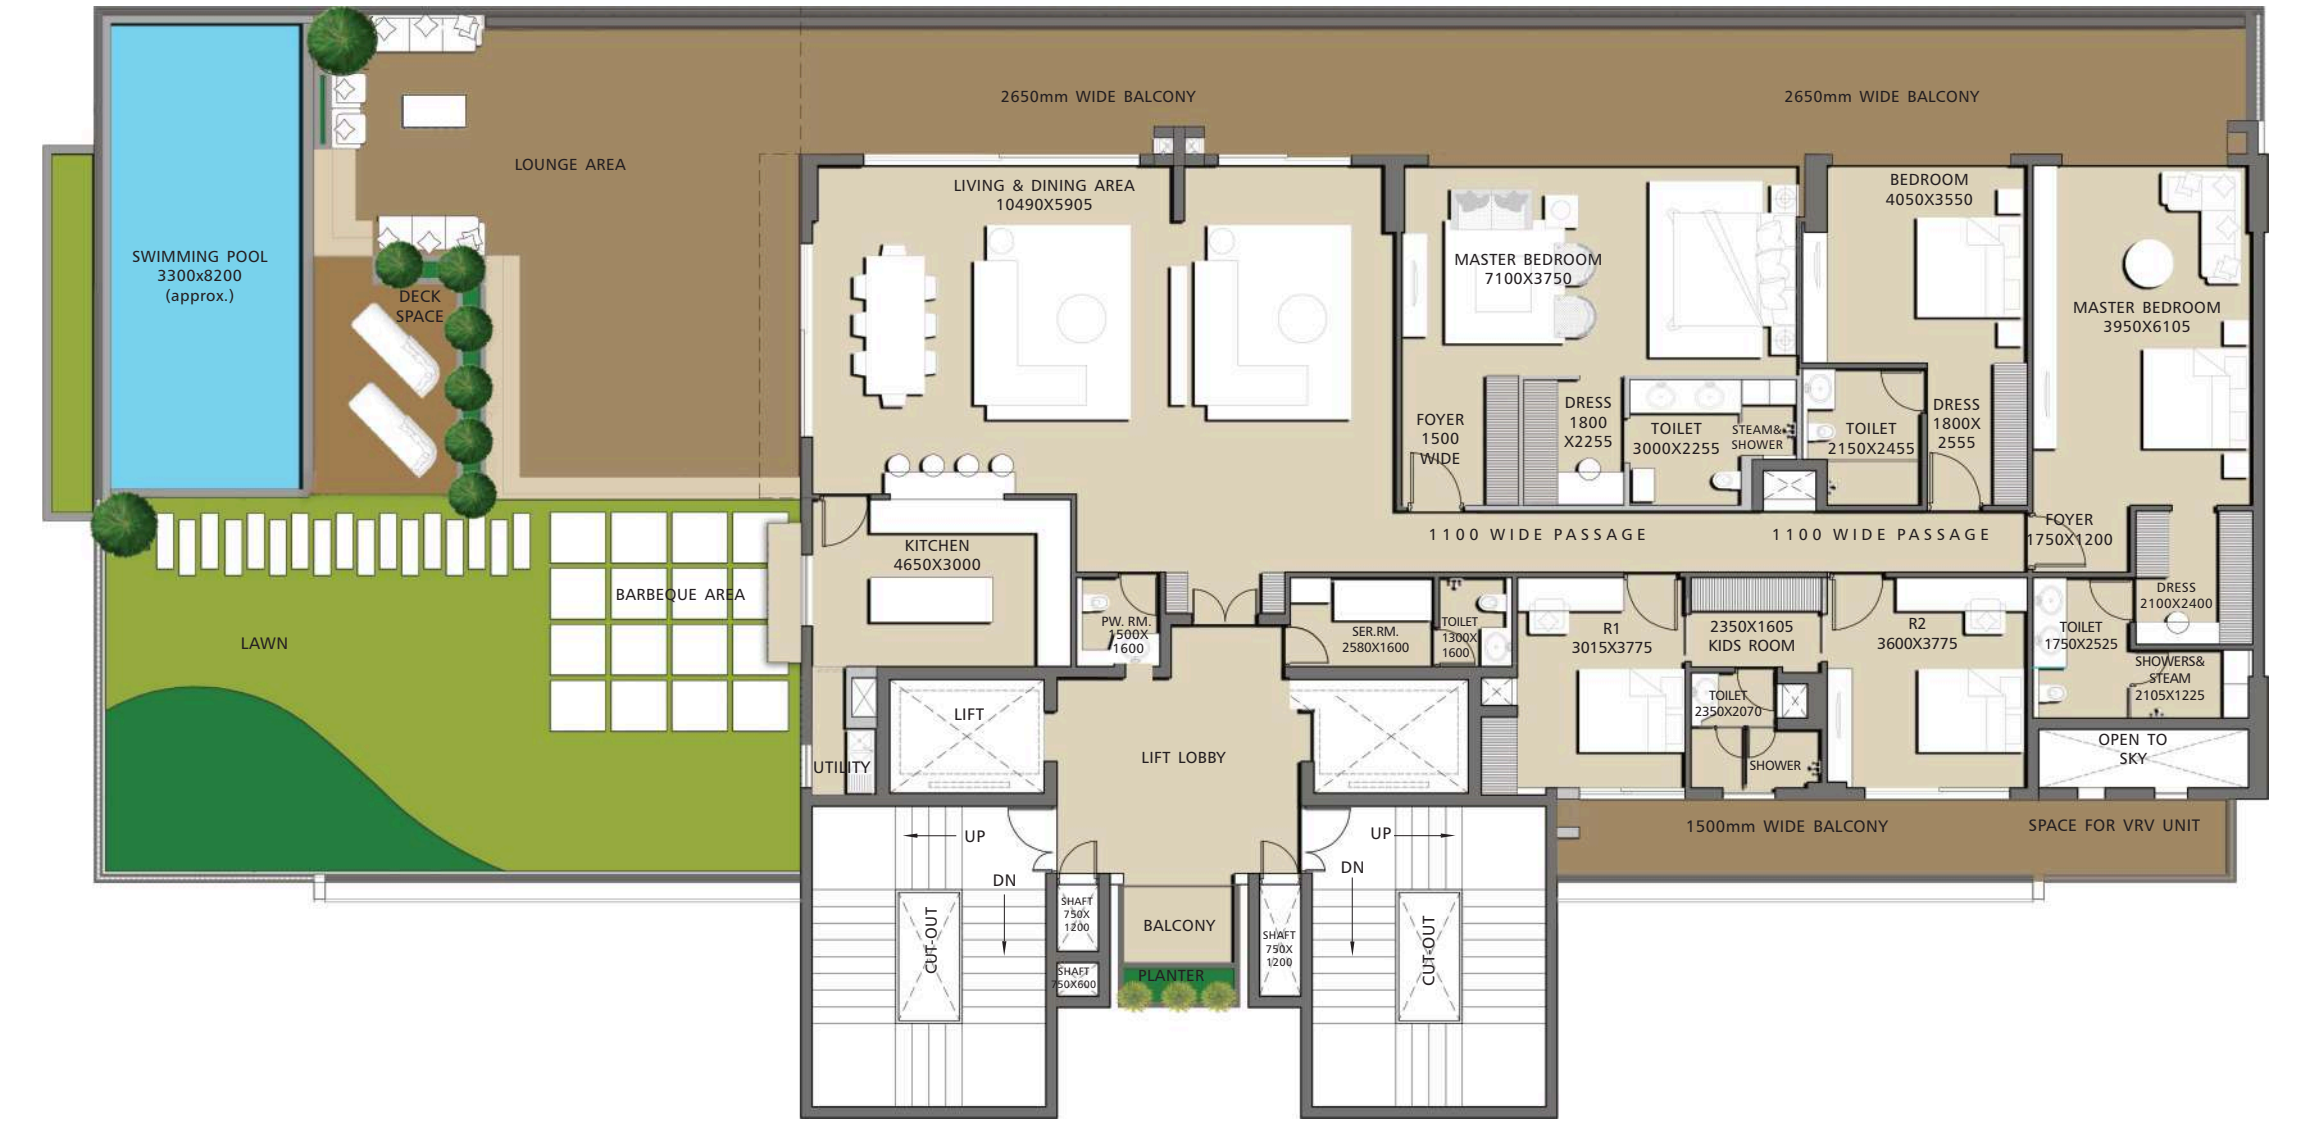 2650mm WIDE BALCONY
2650mm WIDE BALCONY
LOUNGE AREA
LIVING & DINING AREA
10490X5905
BEDROOM
4050X3550
SWIMMING POOL
3300x8200
(approx.)
DECK
SPACE
MASTER BEDROOM
7100X3750
MASTER BEDROOM
3950X6105
FOYER
1500
WIDE
DRESS
1800
X2255
TOILET
3000X2255
STEAM&
SHOWER
TOILET
2150X2455
DRESS
1800X
2555
1100 WIDE PASSAGE
1100 WIDE PASSAGE
FOYER
1750X1200
KITCHEN
4650X3000
BARBEQUE AREA
LAWN
PW. RM.
1500X
1600
SER.RM.
2580X1600
TOILET
1300X
1600
R1
3015X3775
2350X1605
KIDS ROOM
R2
3600X3775
DRESS
2100X2400
TOILET
1750X2525
SHOWERS&
STEAM
2105X1225
TOILET
2350X2070
LIFT
LIFT LOBBY
UTILITY
SHOWER
OPEN TO
SKY
UP
DN
UP
DN
1500mm WIDE BALCONY
SPACE FOR VRV UNIT
CUT-OUT
SHAFT
750X
1200
SHAFT
750X600
BALCONY
PLANTER
SHAFT
750X
1200
CUT-OUT